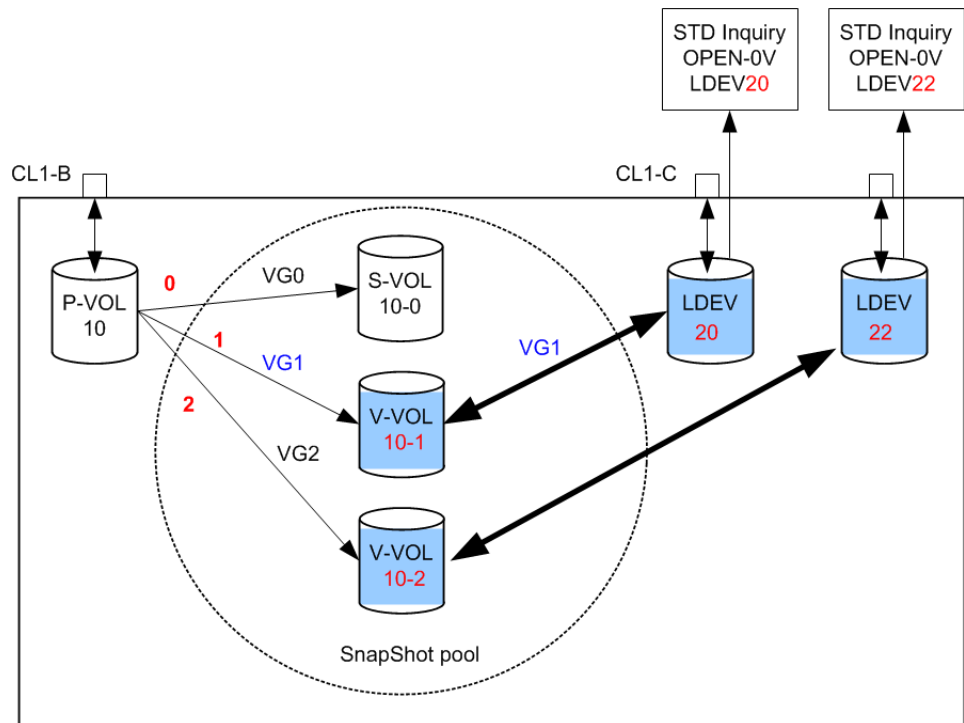 STD Inquiry
OPEN-0V
LDEV20
STD Inquiry
OPEN-0V
LDEV22
CL1-B
CL1-C
P-VOL
10
0
VG0
S-VOL
10-0
1
VG1
VG1
LDEV
20
LDEV
22
2
V-VOL
10-1
VG2
V-VOL
10-2
SnapShot pool